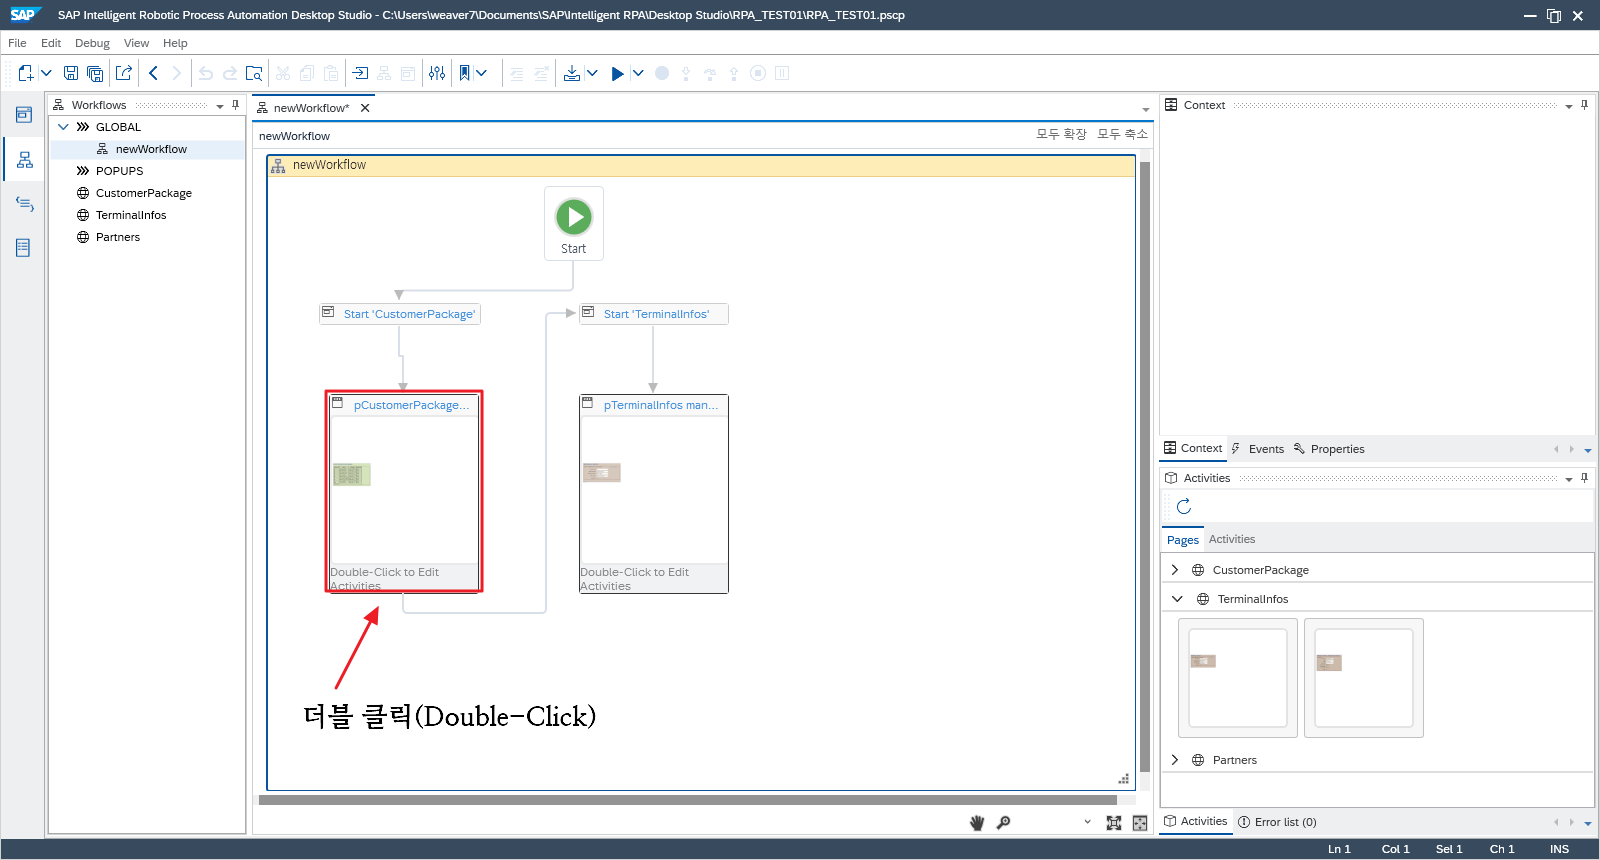 SAP SAP Intelligent Robotic Process Automation Desktop Studio - C:\Users\weaver7\Documents\SAP\Intelligent RPA\Desktop Studio\RPA_TEST01\RPA_TEST01.pscp
File Edit Debug View Help
Workflows
GLOBAL
newWorkflow
POPUPS
CustomerPackage
TerminalInfos
Partners
newWorkflow*
newWorkflow
모두 확장 모두 축소
newWorkflow
Start
Start 'CustomerPackage'
Start 'TerminalInfos'
pCustomerPackage...
Double-Click to Edit
Activities
pTerminalInfos man...
Double-Click to Edit
Activities
더블 클릭(Double-Click)
Context
Context Events Properties
Activities
Pages Activities
CustomerPackage
TerminalInfos
Partners
Activities Error list (0)
Ln 1 Col 1 Sel 1 Ch 1 INS